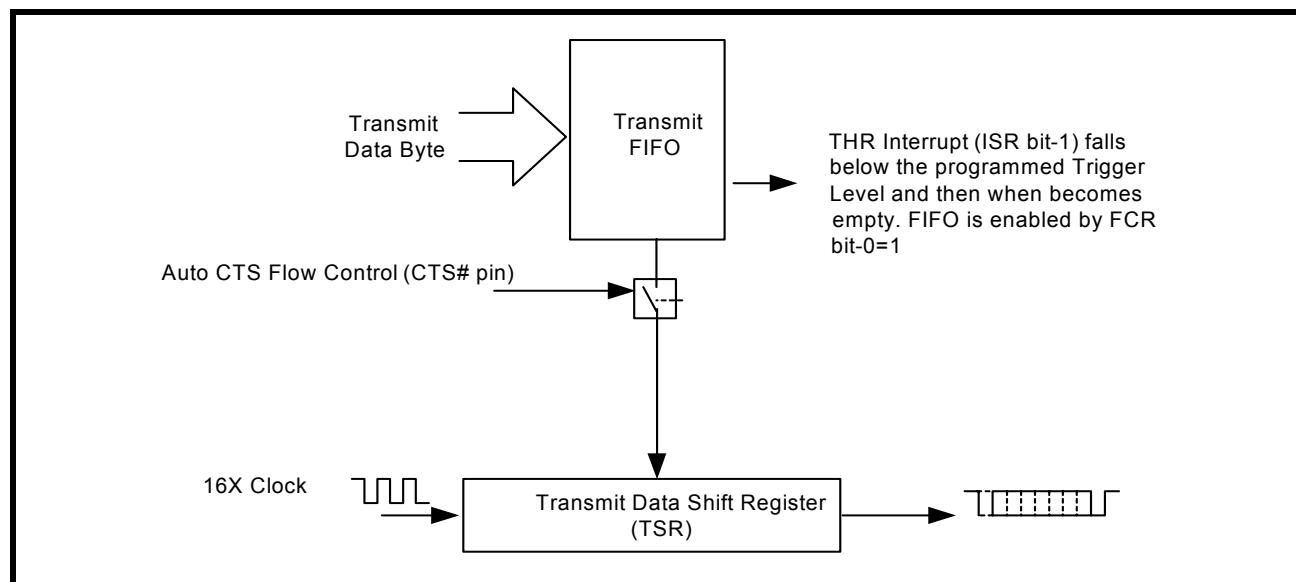 Transmit
Data Byte
Transmit
FIFO
THR Interrupt (ISR bit-1) falls
below the programmed Trigger
Level and then when becomes
empty. FIFO is enabled by FCR
bit-0=1
Auto CTS Flow Control (CTS# pin)
16X Clock
Transmit Data Shift Register
(TSR)